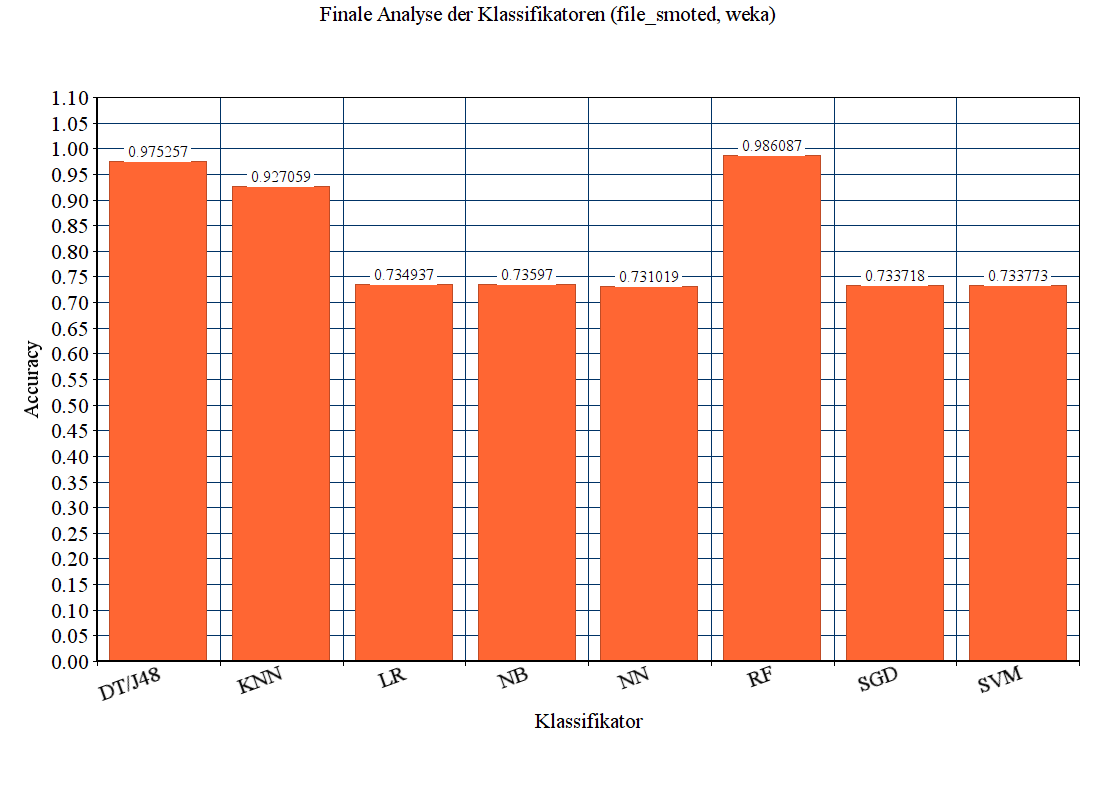 Finale Analyse der Klassifikatoren (file_smoted, weka)
1.10
1.05
1.00
0.95
0.90
0.85
0.80
0.75
0.70
0.65
0.60
0.55
0.50
0.45
0.40
0.35
0.30
0.25
0.20
0.15
0.10
0.05
0.00
Accuracy
0.975257
0.927059
0.734937
0.73597
0.731019
0.986087
0.733718
0.733773
DT/J48
KNN
LR
NB
NN
RF
SGD
SVM
Klassifikator